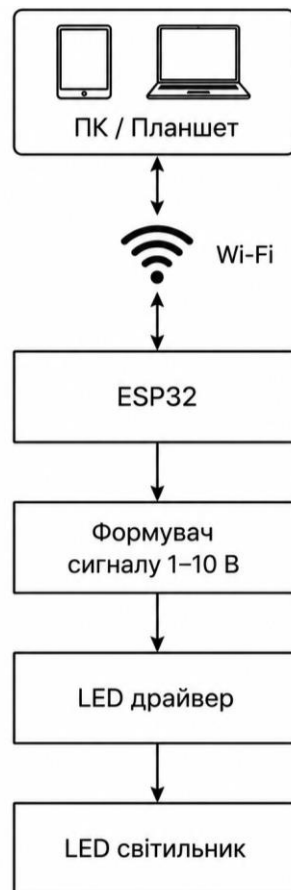 ПК / Планшет
Wi-Fi
ESP32
Формувач
сигналу 1–10 В
LED драйвер
LED світильник